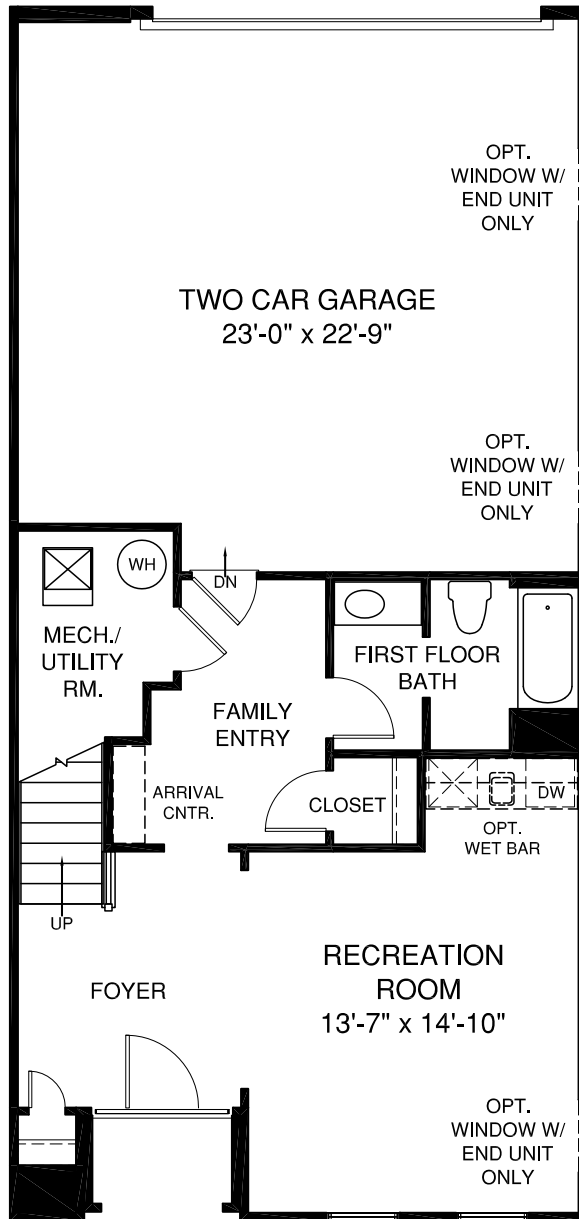 OPT.
WINDOW W/
END UNIT
ONLY
TWO CAR GARAGE
23'-0" x 22'-9"
OPT.
WINDOW W/
END UNIT
ONLY
WH
DN
MECH./
UTILITY
RM.
FIRST FLOOR
BATH
FAMILY
ENTRY
ARRIVAL
CNTR.
CLOSET
DW
OPT.
WET BAR
UP
FOYER
RECREATION
ROOM
13'-7" x 14'-10"
OPT.
WINDOW W/
END UNIT
ONLY